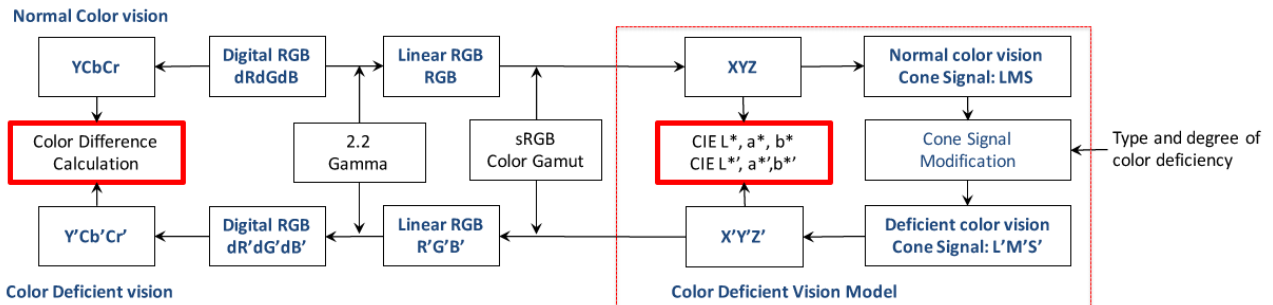 Normal Color vision
YCbCr
Digital RGB
dRdGdB
Linear RGB
RGB
XYZ
Normal color vision
Cone Signal: LMS
Color Difference
Calculation
2.2
Gamma
sRGB
Color Gamut
CIE L*, a*, b*
CIE L*', a*',b*'
Cone Signal
Modification
Type and degree of
color deficiency
Y'Cb'Cr'
Digital RGB
dR'dG'dB'
Linear RGB
R'G'B'
X'Y'Z'
Deficient color vision
Cone Signal: L'M'S'
Color Deficient vision
Color Deficient Vision Model